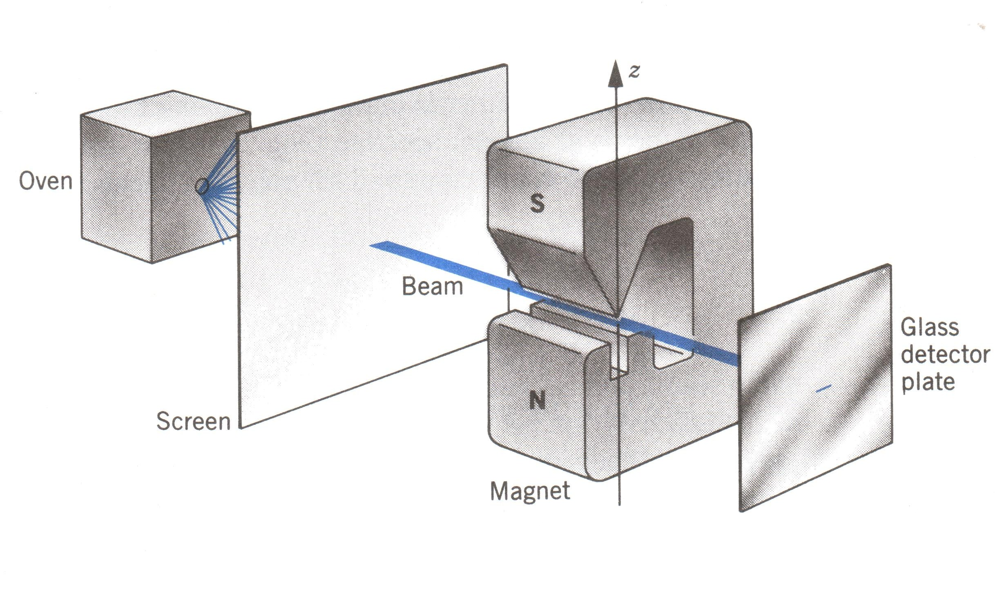 z
Oven
S
Beam
Glass
detector
plate
N
Screen
Magnet